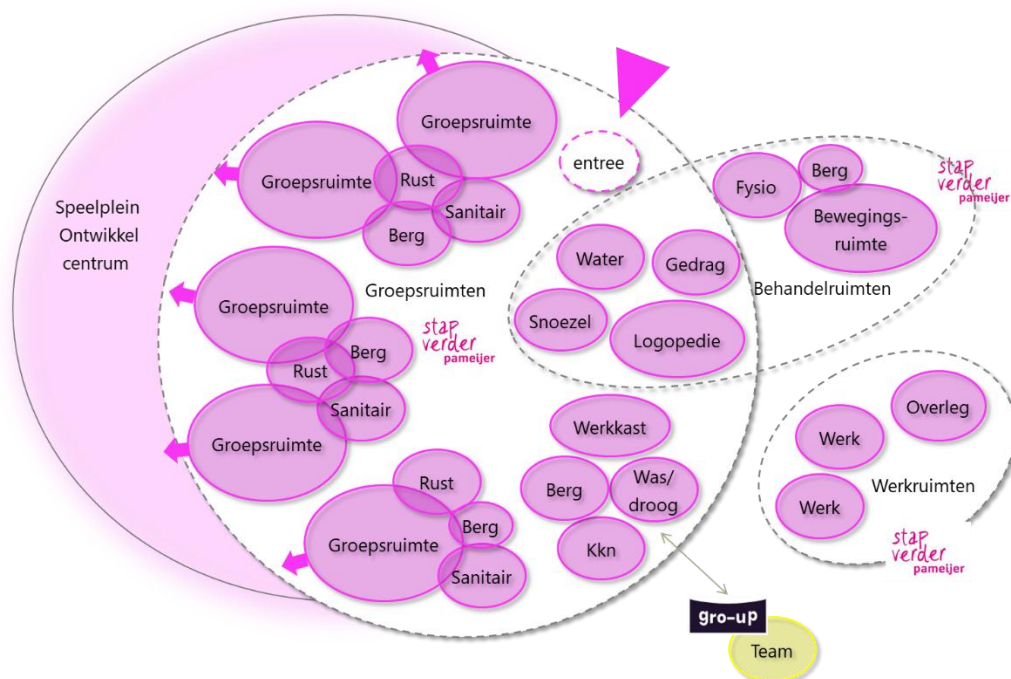 Speelplein
Ontwikkel
centrum
Groepsruimte
Groepsruimte
Rust
Sanitair
Berg
entree
Groepsruimten
stap
verder
pameijer
Groepsruimte
Berg
Rust
Sanitair
Groepsruimte
Rust
Groepsruimte
Berg
Sanitair
Water
Gedrag
Snoezel
Logopedie
Fysio
Berg
Bewegings-
ruimte
stap
verder
pameijer
Behandelruimten
Werkkast
Berg
Was/
droog
Kkn
Overleg
Werk
Werk
Werkruimten
stap
verder
pameijer
gro-up
Team